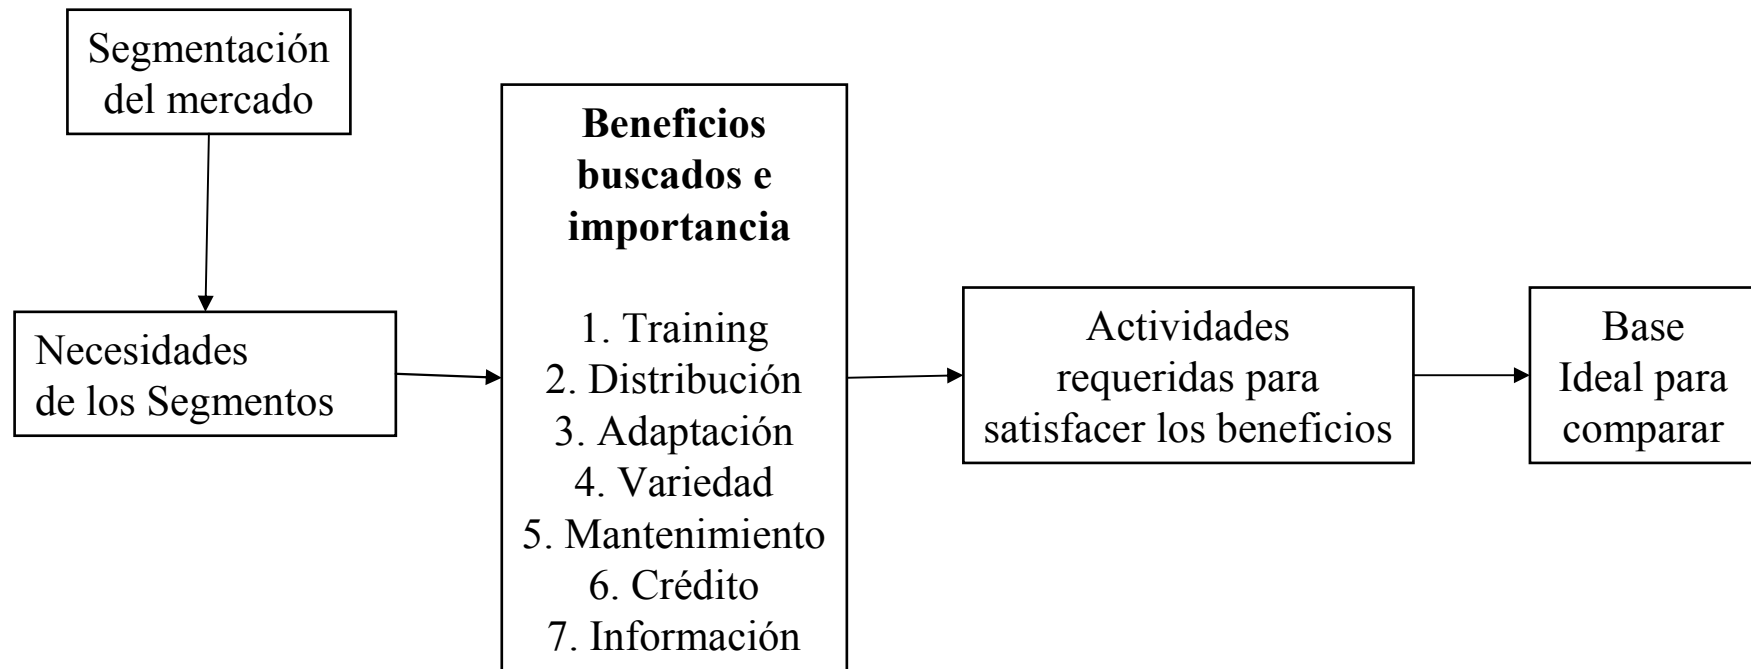 Segmentación
del mercado
Necesidades
de los Segmentos
Beneficios
buscados e
importancia
1. Training
2. Distribución
3. Adaptación
4. Variedad
5. Mantenimiento
6. Crédito
7. Información
Actividades
requeridas para
satisfacer los beneficios
Base
Ideal para
comparar